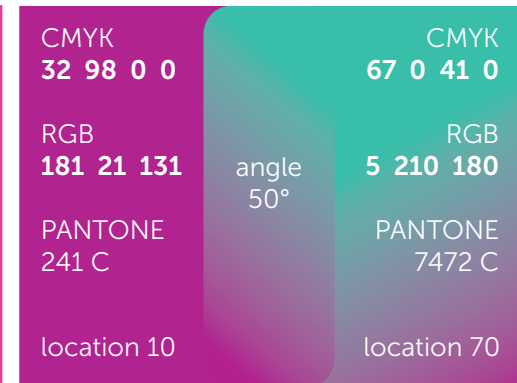 CMYK
32 98 0 0
RGB
181 21 131
PANTONE
241 C
location 10
angle
50°
CMYK
67 0 41 0
RGB
5 210 180
PANTONE
7472 C
location 70